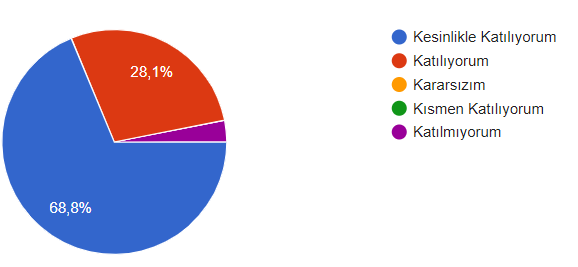 28,1%
68,8%
Kesinlikle Katılıyorum
Katılıyorum
Kararsızım
Kısmen Katılıyorum
Katılmıyorum